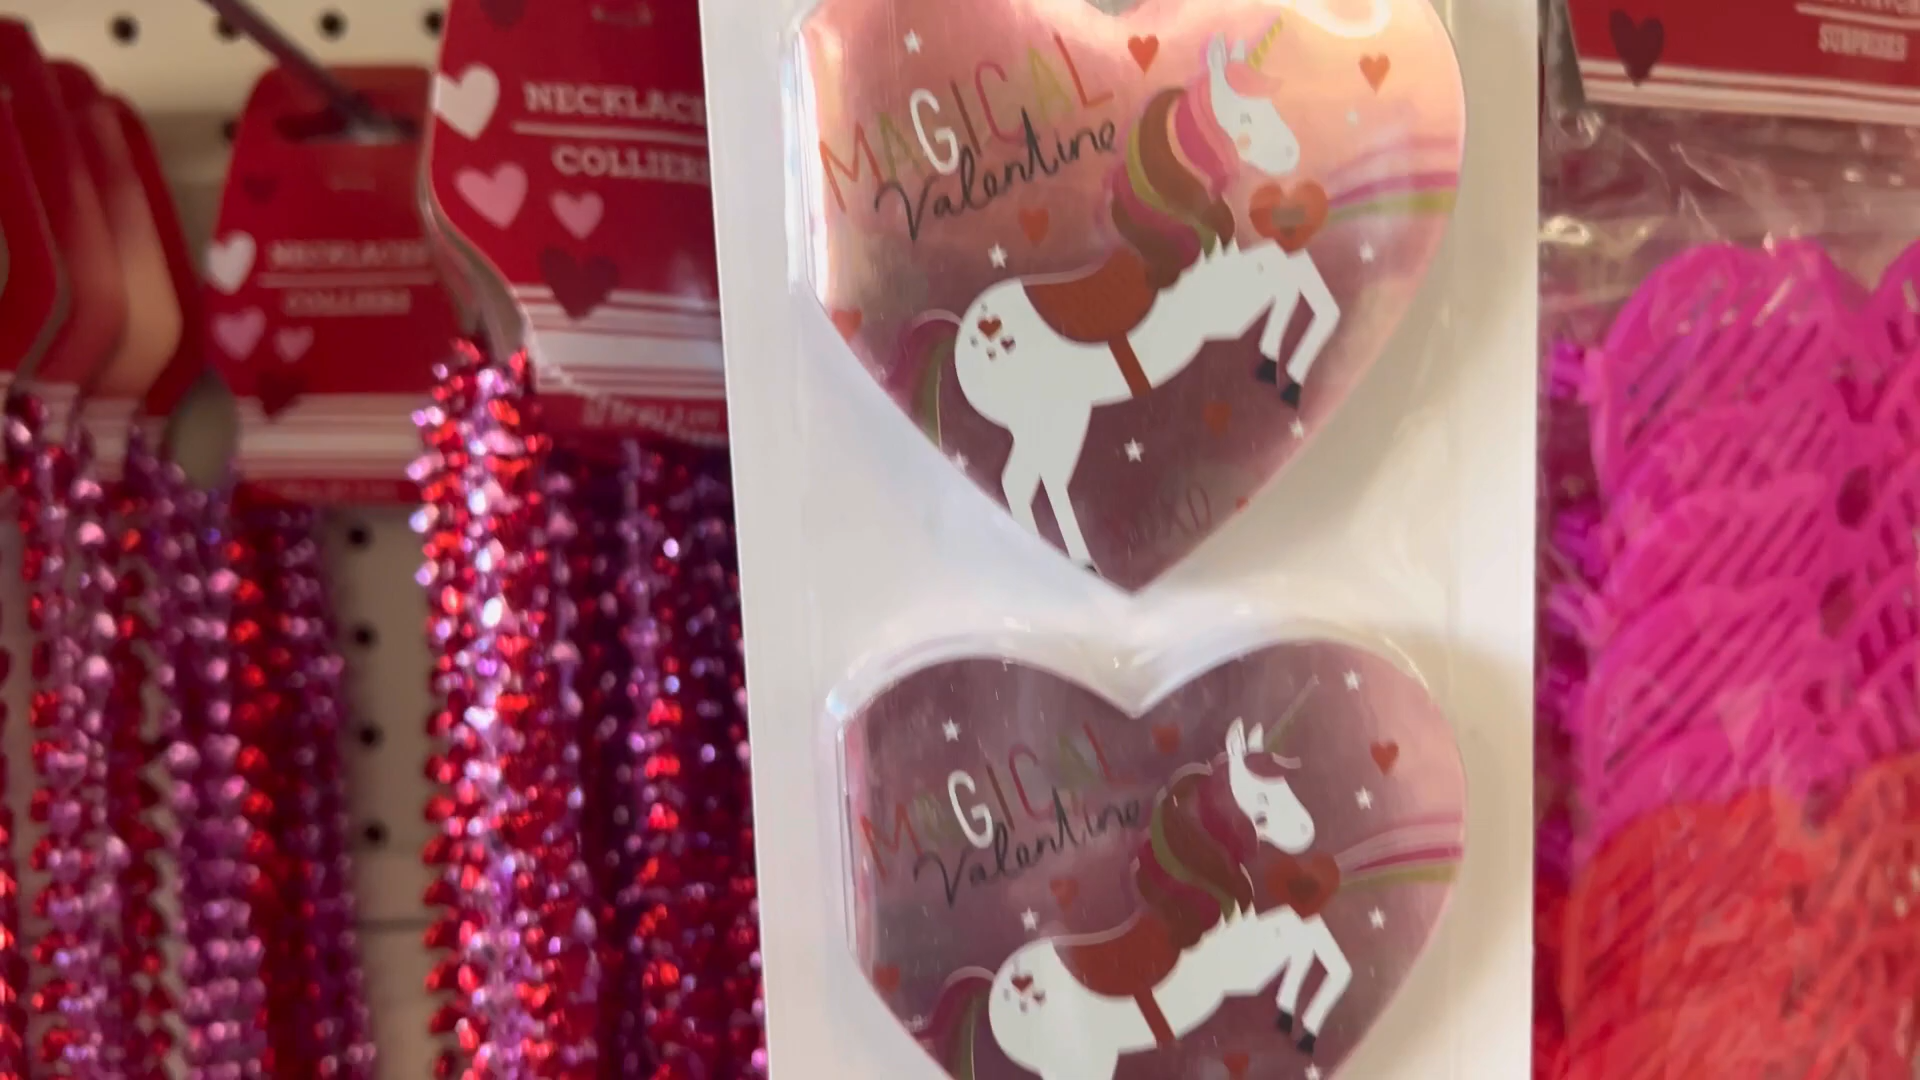 NECKLACES
COLLIERS
NECKLACES
COLLIERS
MAGICAL
Valentine
XOXO
SURPRISES
MAGICAL
Valentine